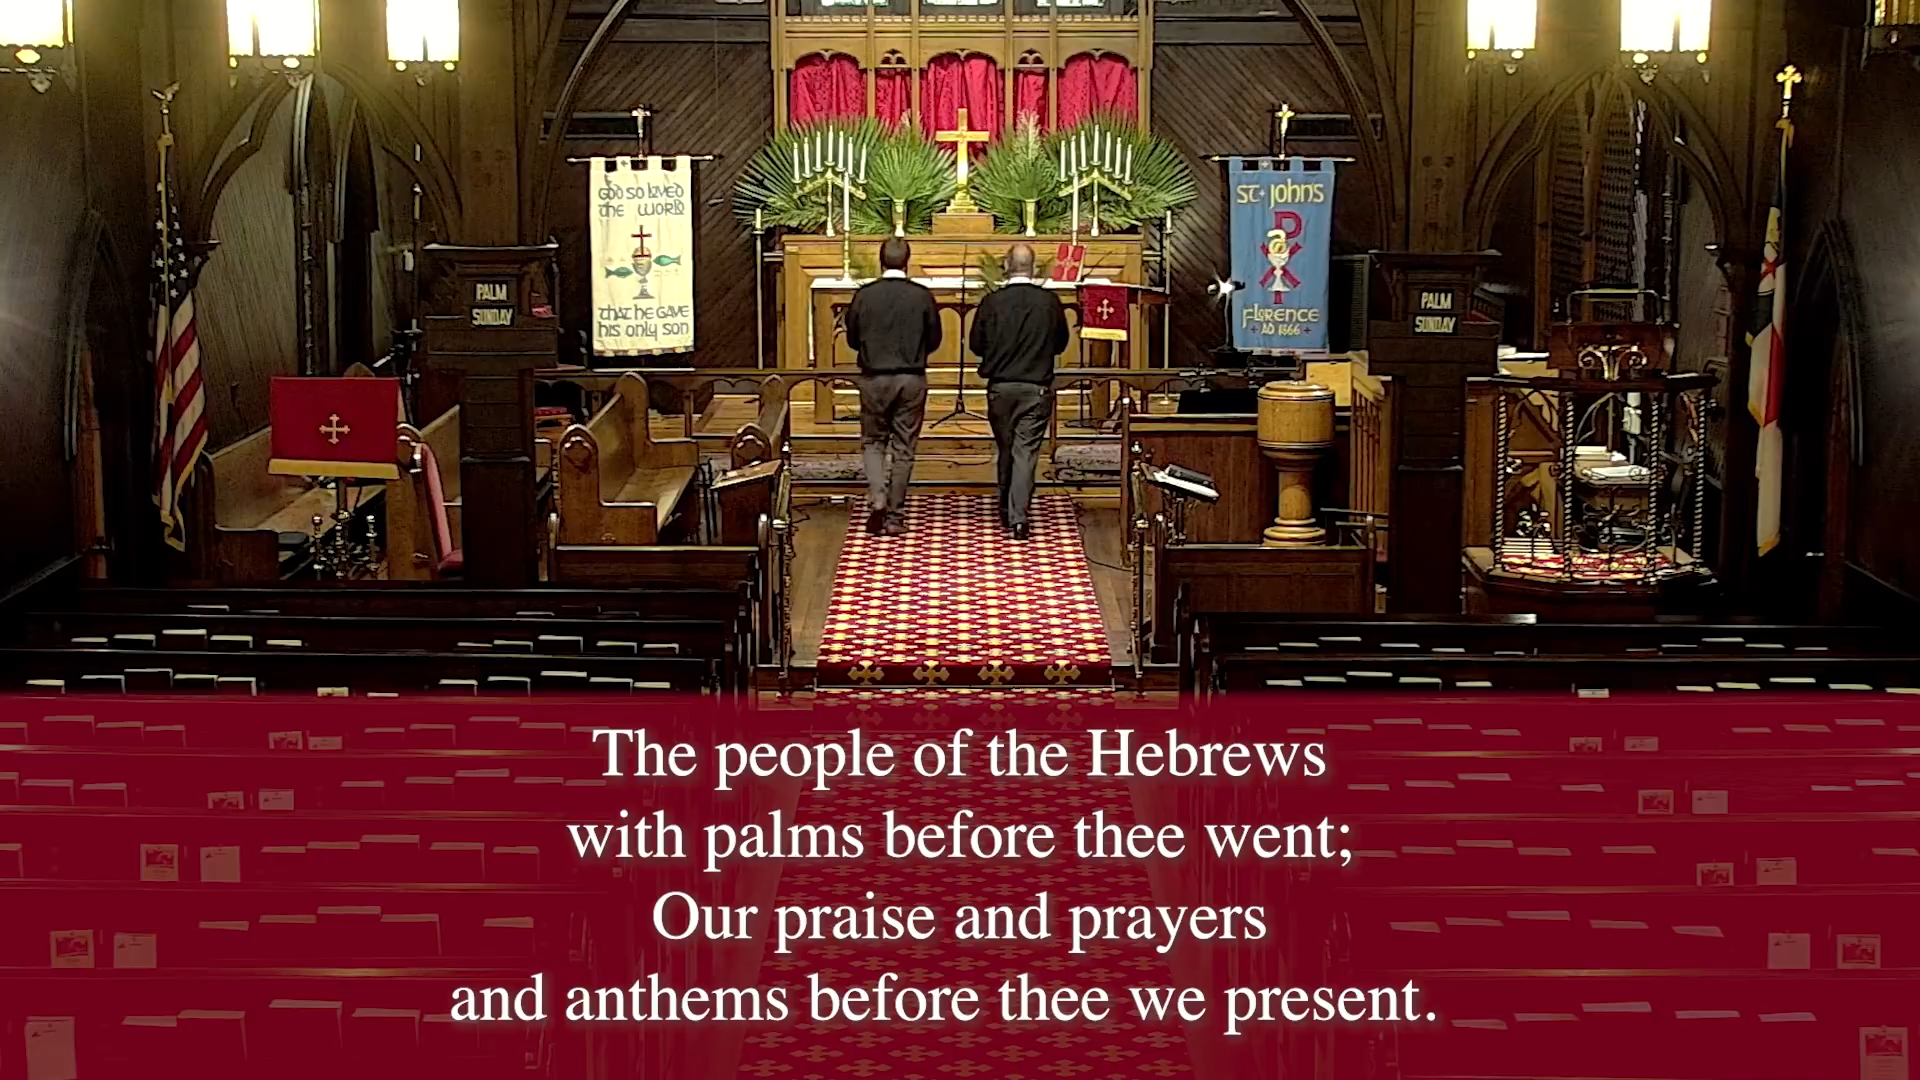 GOD SO LOVED
THE WORLD
THAT HE GAVE
HIS ONLY SON
ST. JOHN'S
FLORENCE
AD 1866
PALM
SUNDAY
PALM
SUNDAY
The people of the Hebrews
with palms before thee went;
Our praise and prayers
and anthems before thee we present.